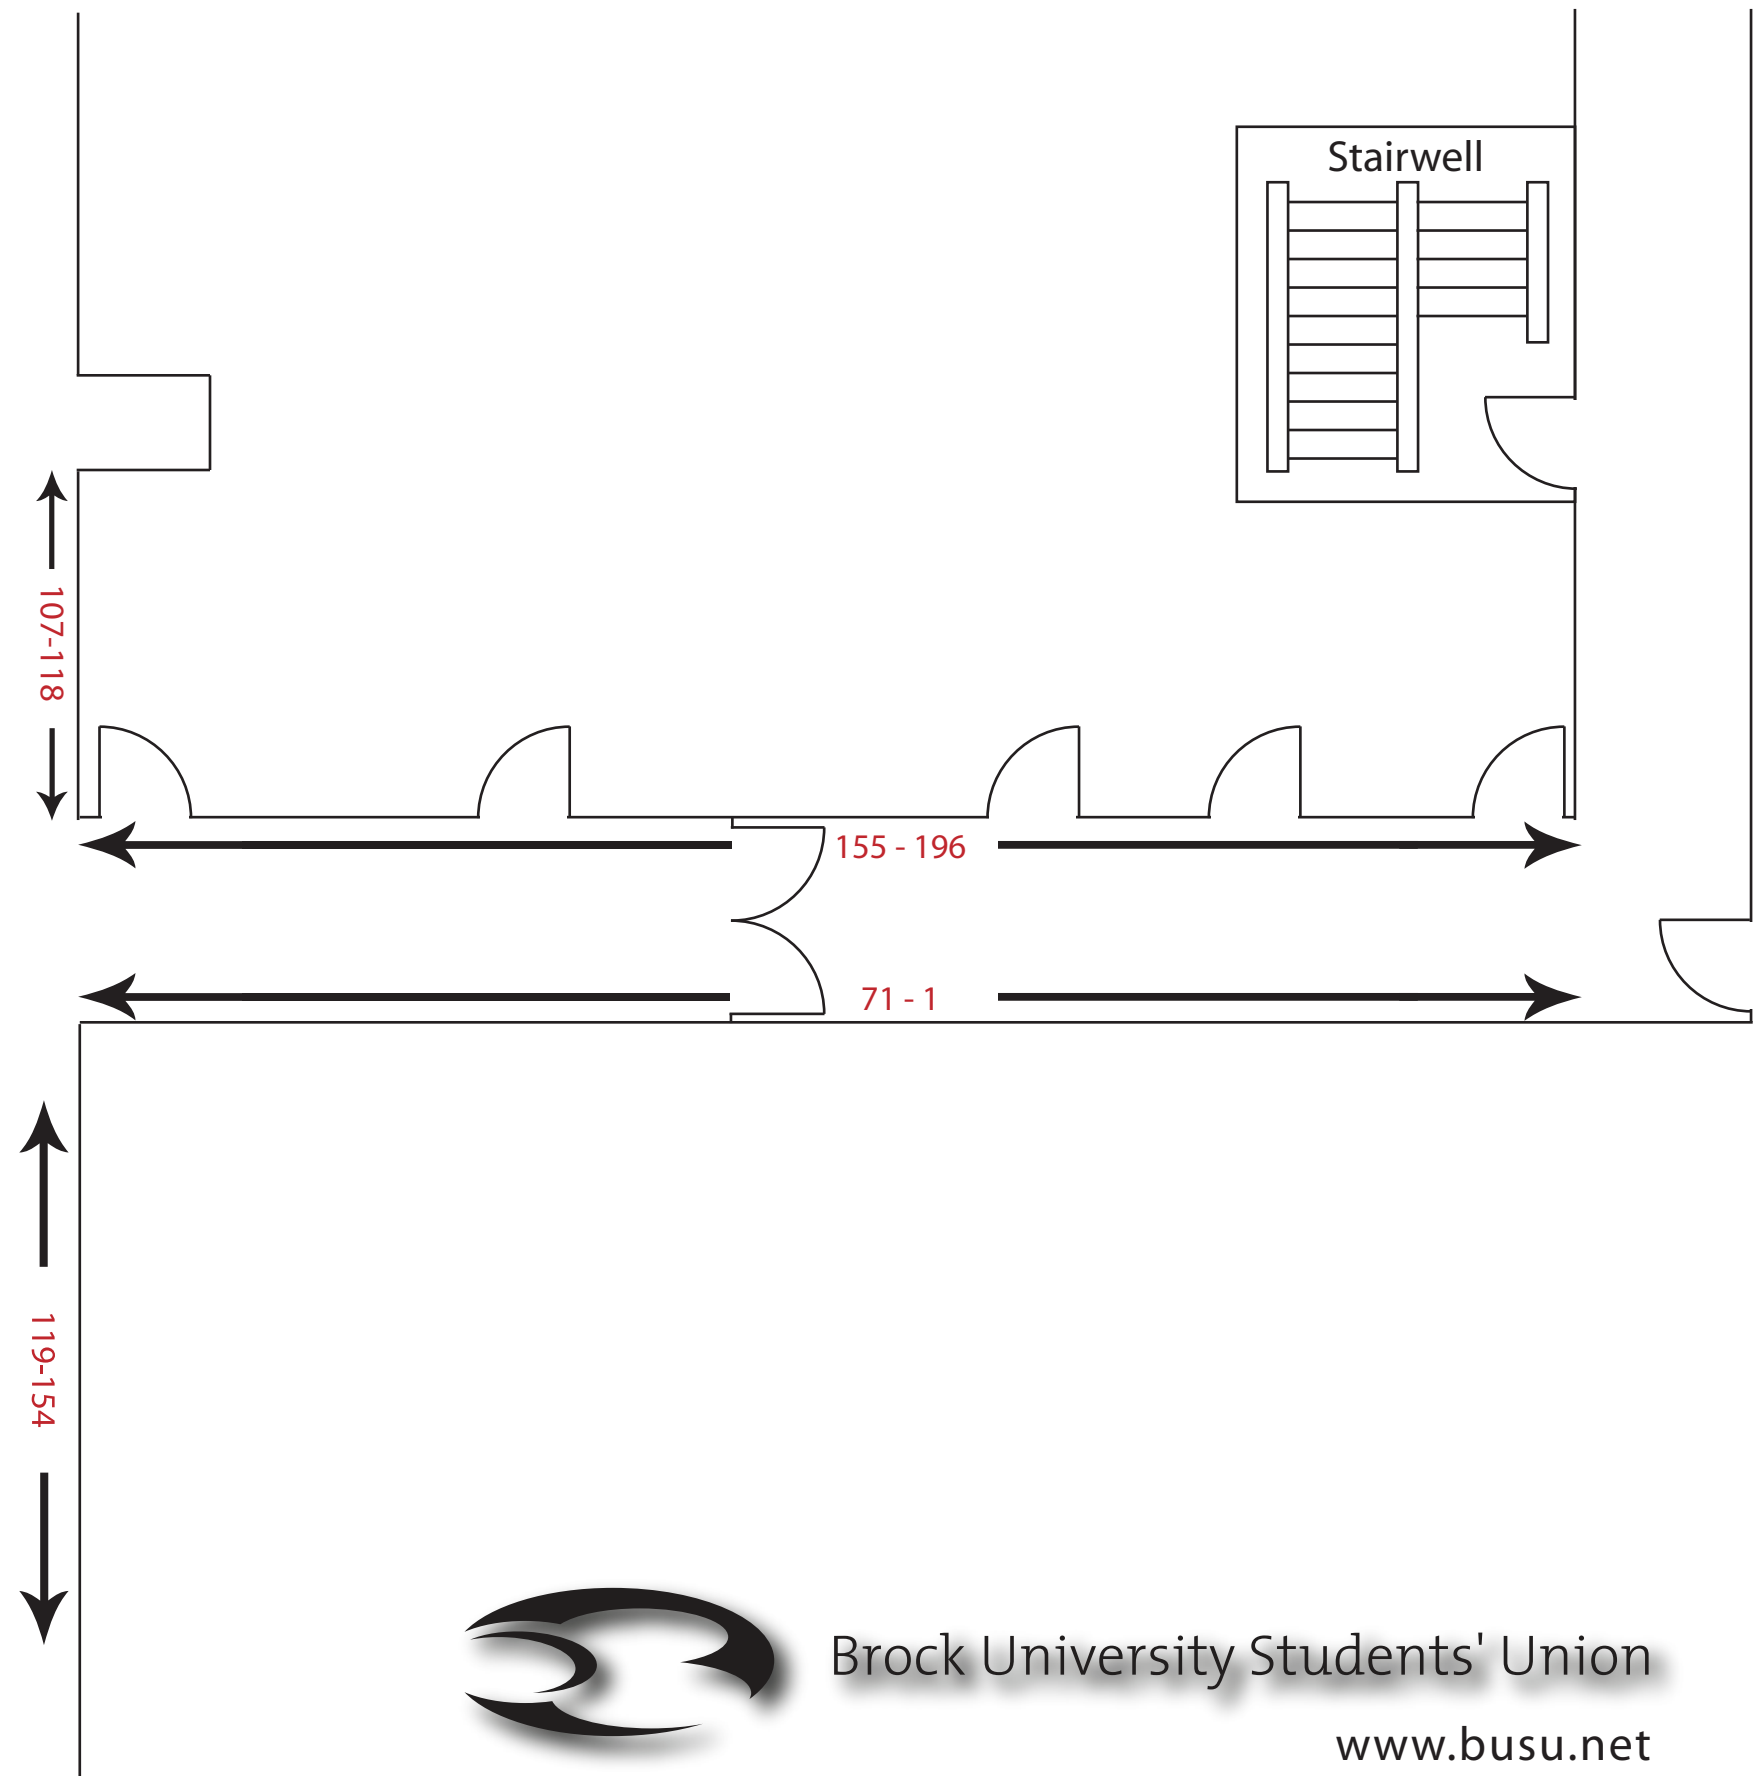 Stairwell
107-118
155 - 196
71 - 1
119-154
Brock University Students' Union
www.busu.net